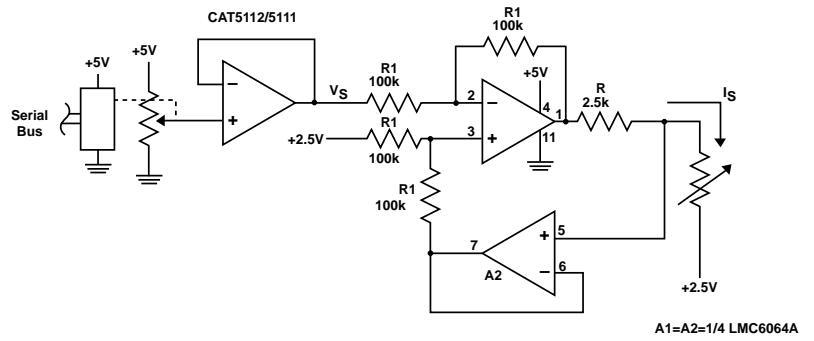 CAT5112/5111
+5V
+5V
Serial
Bus
−
+
VS
R1
100k
R1
100k
+2.5V
R1
100k
R1
100k
2
−
3
+
+5V
4
1
11
R
2.5k
IS
5
+
6
−
7
A2
+2.5V
A1=A2=1/4 LMC6064A